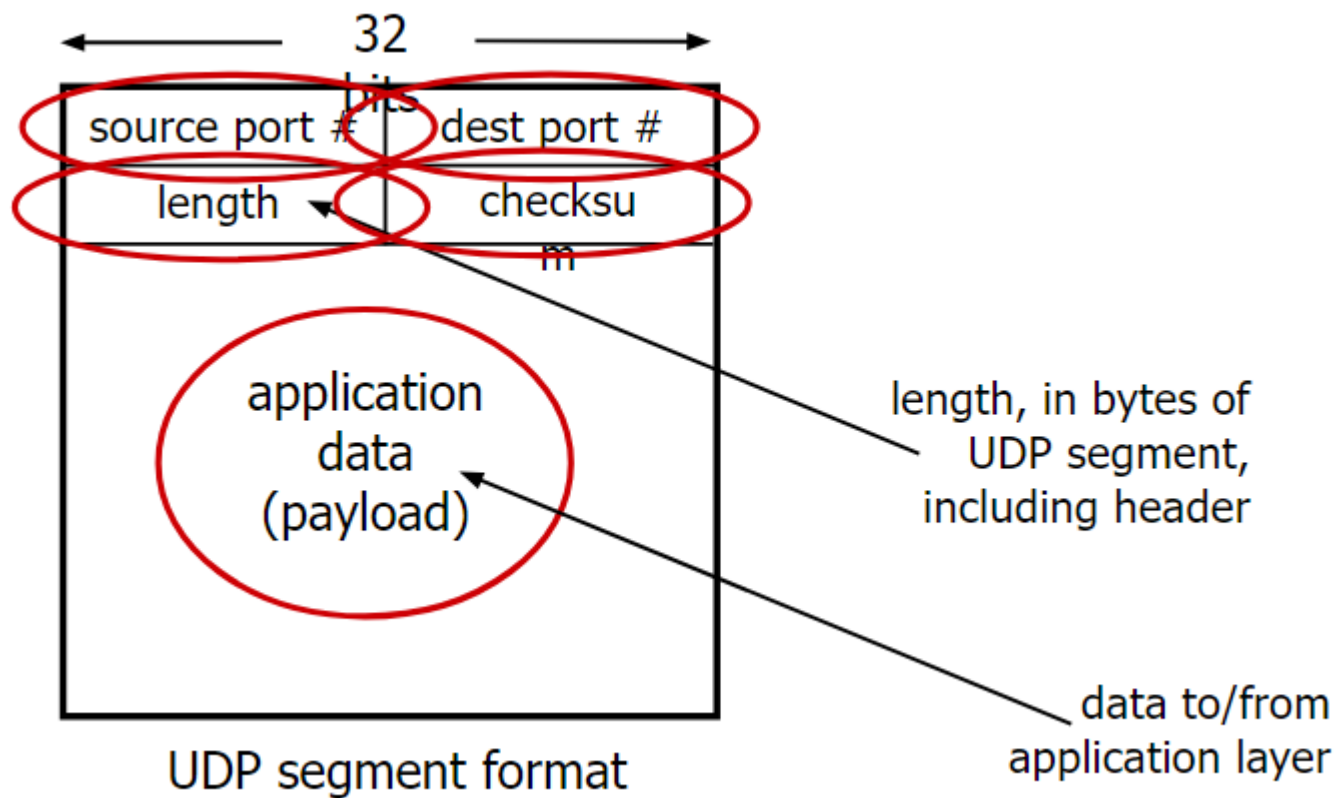 32
bits
source port #
dest port #
length
checksu
m
application
data
(payload)
length, in bytes of
UDP segment,
including header
data to/from
application layer
UDP segment format